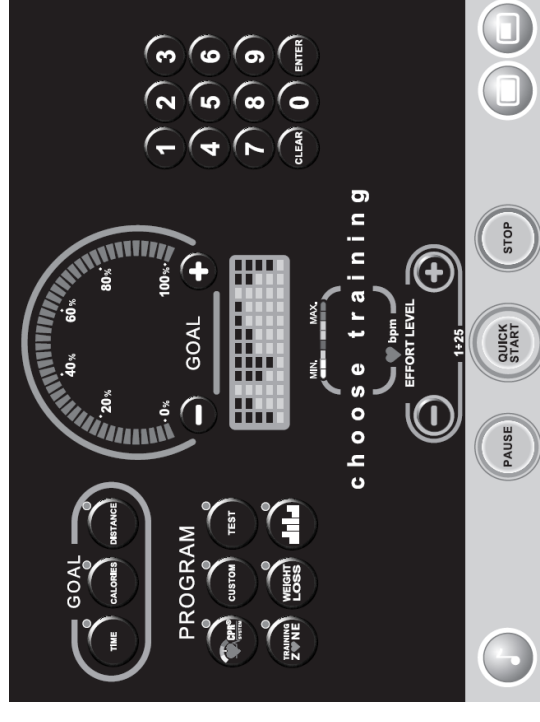 GOAL
TIME
CALORIES
DISTANCE
PROGRAM
CPR®
SYSTEM
CUSTOM
TEST
TRAINING
Z♥NE
WEIGHT
LOSS
0%
20%
40%
60%
80%
100%
GOAL
−
+
1 2 3
4 5 6
7 8 9
CLEAR 0 ENTER
choose training
MIN. MAX.
bpm
EFFORT LEVEL
−
+
1÷25
PAUSE
QUICK
START
STOP